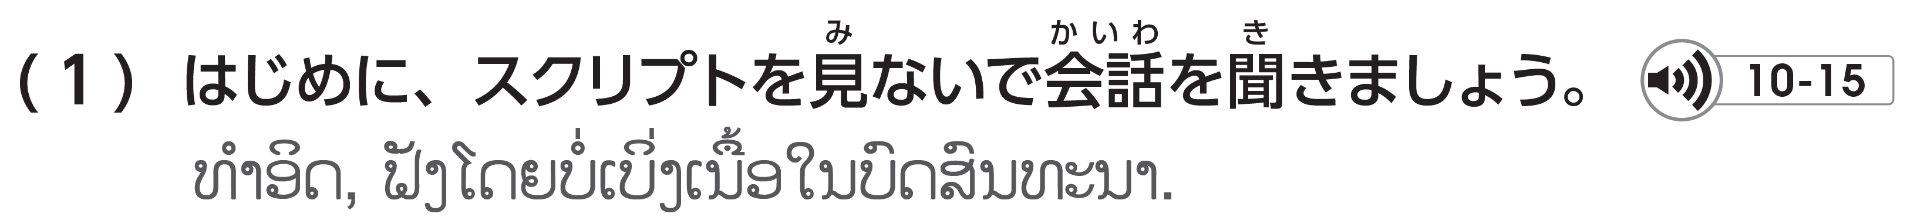 (1) はじめに、スクリプトを見ないで会話を聞きましょう。 10-15
ທຳອິດ, ຟັງໂດຍບໍ່ເບິ່ງເນື້ອໃນບົດສົນທະນາ.